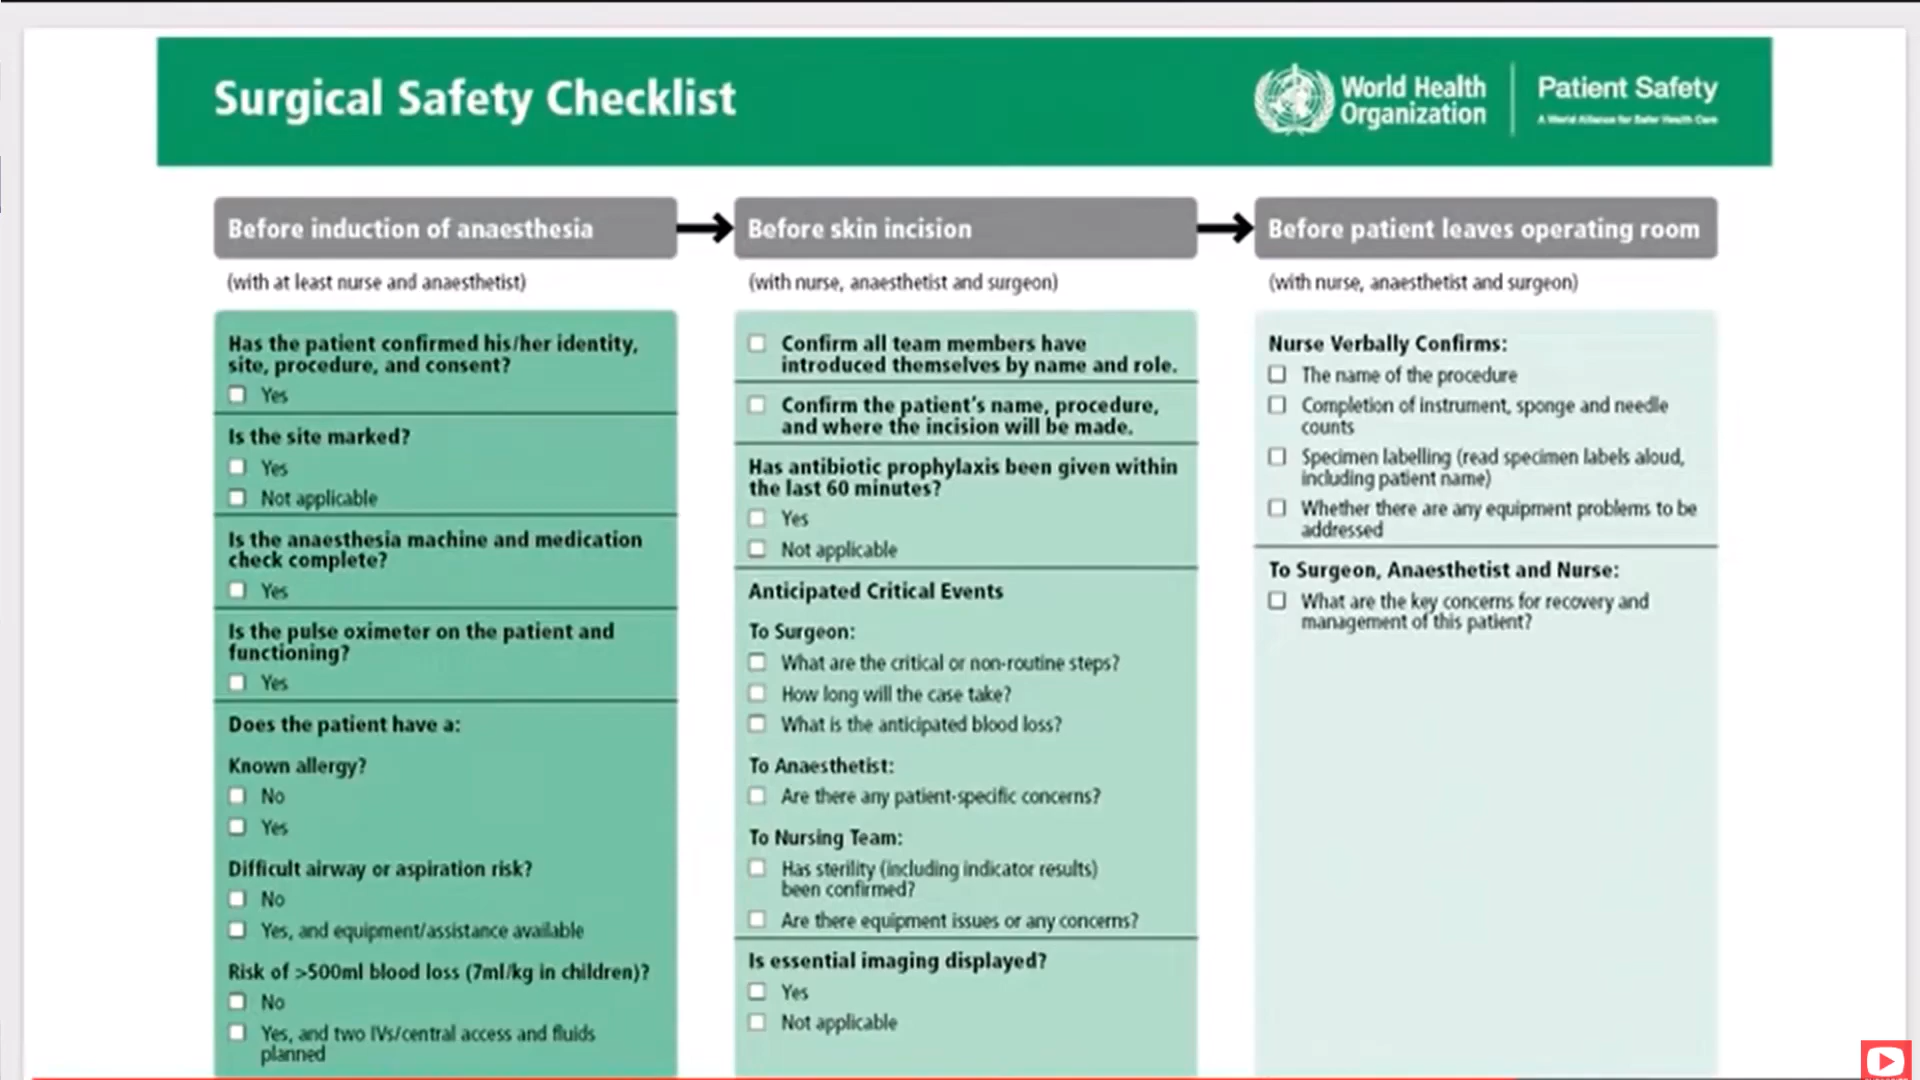 Surgical Safety Checklist
World Health
Organization
Patient Safety
A World Alliance for Safer Health Care
Before induction of anaesthesia
(with at least nurse and anaesthetist)
Has the patient confirmed his/her identity,
site, procedure, and consent?
Yes
Is the site marked?
Yes
Not applicable
Is the anaesthesia machine and medication
check complete?
Yes
Is the pulse oximeter on the patient and
functioning?
Yes
Does the patient have a:
Known allergy?
No
Yes
Difficult airway or aspiration risk?
No
Yes, and equipment/assistance available
Risk of >500ml blood loss (7ml/kg in children)?
No
Yes, and two IVs/central access and fluids
planned
Before skin incision
(with nurse, anaesthetist and surgeon)
Confirm all team members have
introduced themselves by name and role.
Confirm the patient's name, procedure,
and where the incision will be made.
Has antibiotic prophylaxis been given within
the last 60 minutes?
Yes
Not applicable
Anticipated Critical Events
To Surgeon:
What are the critical or non-routine steps?
How long will the case take?
What is the anticipated blood loss?
To Anaesthetist:
Are there any patient-specific concerns?
To Nursing Team:
Has sterility (including indicator results)
been confirmed?
Are there equipment issues or any concerns?
Is essential imaging displayed?
Yes
Not applicable
Before patient leaves operating room
(with nurse, anaesthetist and surgeon)
Nurse Verbally Confirms:
The name of the procedure
Completion of instrument, sponge and needle
counts
Specimen labelling (read specimen labels aloud,
including patient name)
Whether there are any equipment problems to be
addressed
To Surgeon, Anaesthetist and Nurse:
What are the key concerns for recovery and
management of this patient?